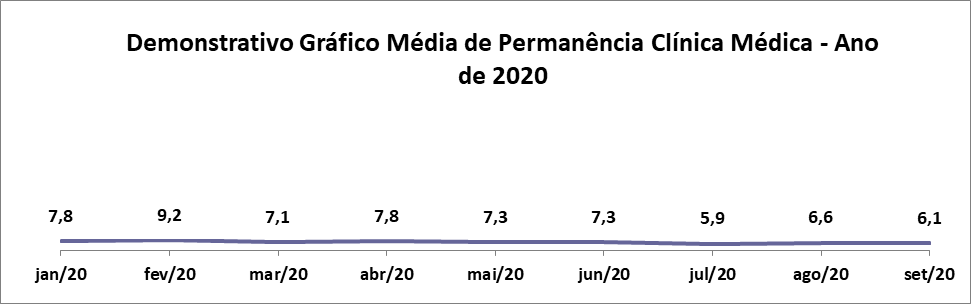 Demonstrativo Gráfico Média de Permanência Clínica Médica - Ano
de 2020
7,8 9,2 7,1 7,8 7,3 7,3 5,9 6,6 6,1
jan/20 fev/20 mar/20 abr/20 mai/20 jun/20 jul/20 ago/20 set/20